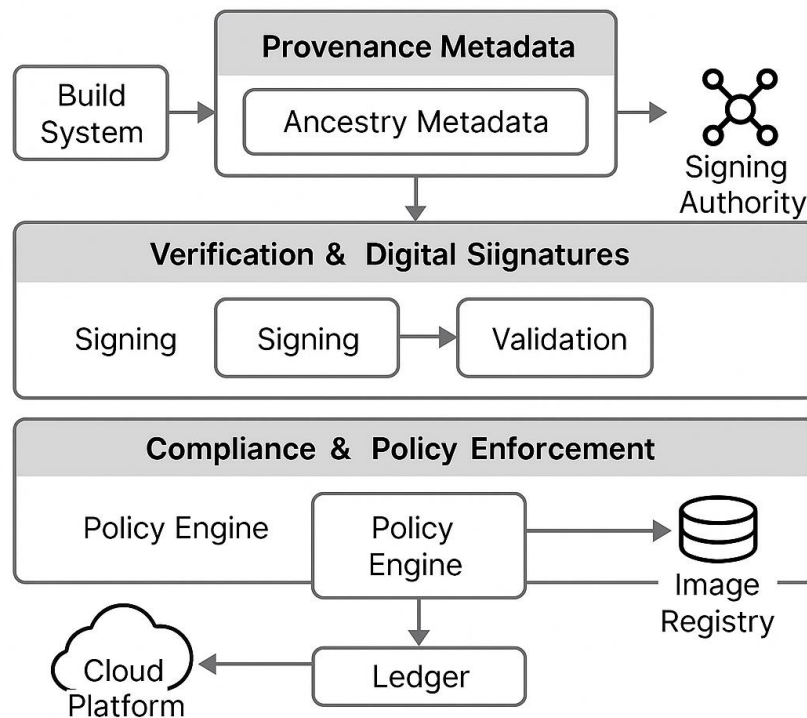 Provenance Metadata
Build
System
Ancestry Metadata
Signing
Authority
Verification & Digital Siignatures
Signing
Signing
Validation
Compliance & Policy Enforcement
Policy Engine
Policy
Engine
Image
Registry
Cloud
Platform
Ledger